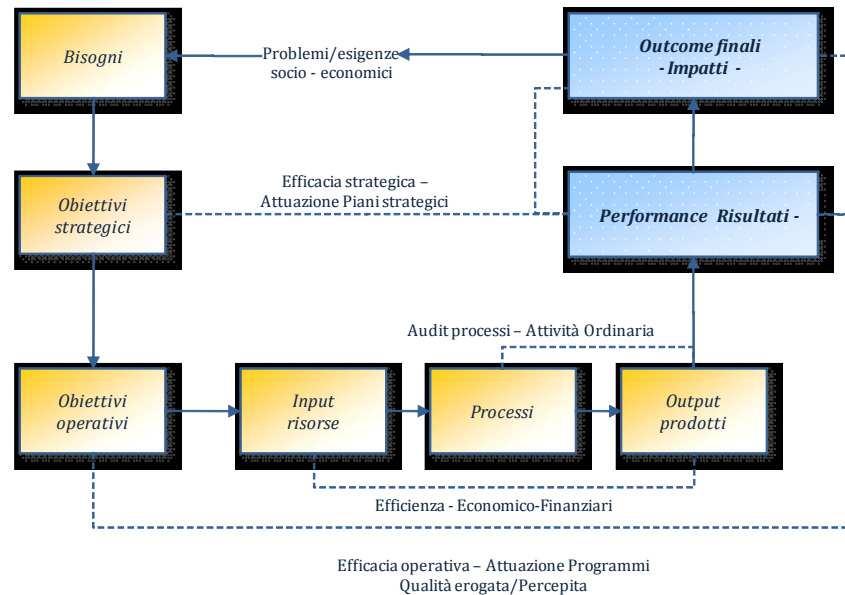 Bisogni
Problemi/esigenze
socio - economici
Outcome finali
- Impatti -
Efficacia strategica –
Attuazione Piani strategici
Obiettivi
strategici
Performance Risultati -
Audit processi – Attività Ordinaria
Obiettivi
operativi
Input
risorse
Processi
Output
prodotti
Efficienza - Economico-Finanziari
Efficacia operativa – Attuazione Programmi
Qualità erogata/Percepita